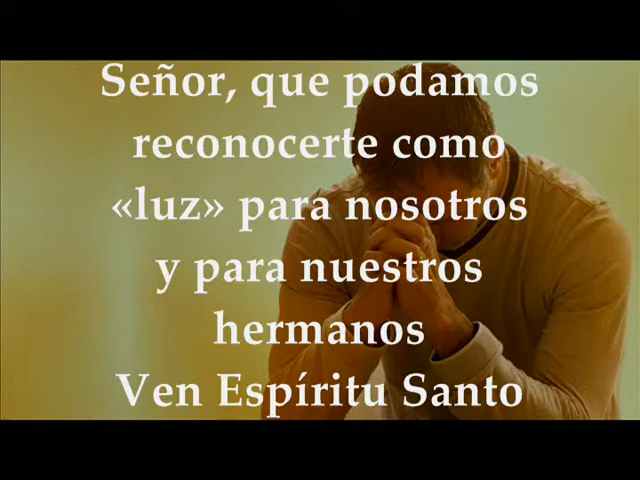 Señor, que podamos
reconocerte como
«luz» para nosotros
y para nuestros
hermanos
Ven Espíritu Santo